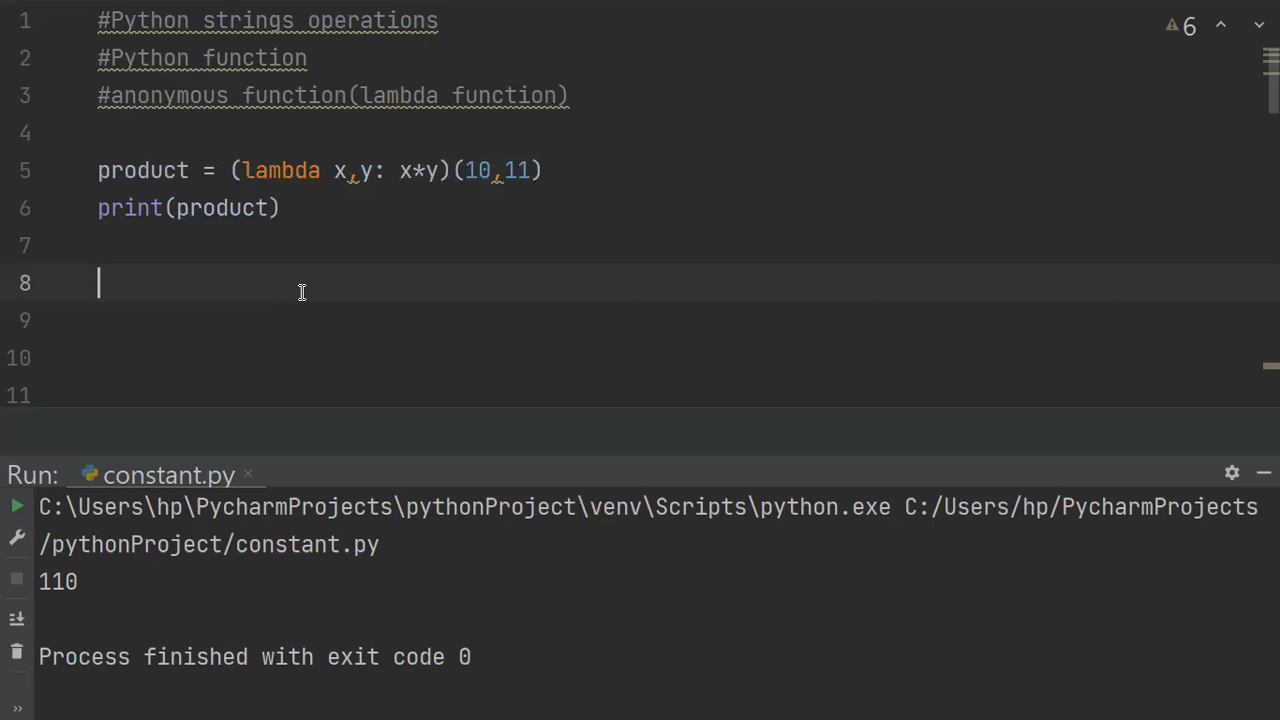 1 #Python strings operations
2 #Python function
3 #anonymous function(lambda function)
4
5 product = (lambda x,y: x*y)(10,11)
6 print(product)
7
8
9
10
11
6
Run: constant.py
C:\Users\hp\PycharmProjects\pythonProject\venv\Scripts\python.exe C:/Users/hp/PycharmProjects
/pythonProject/constant.py
110
Process finished with exit code 0